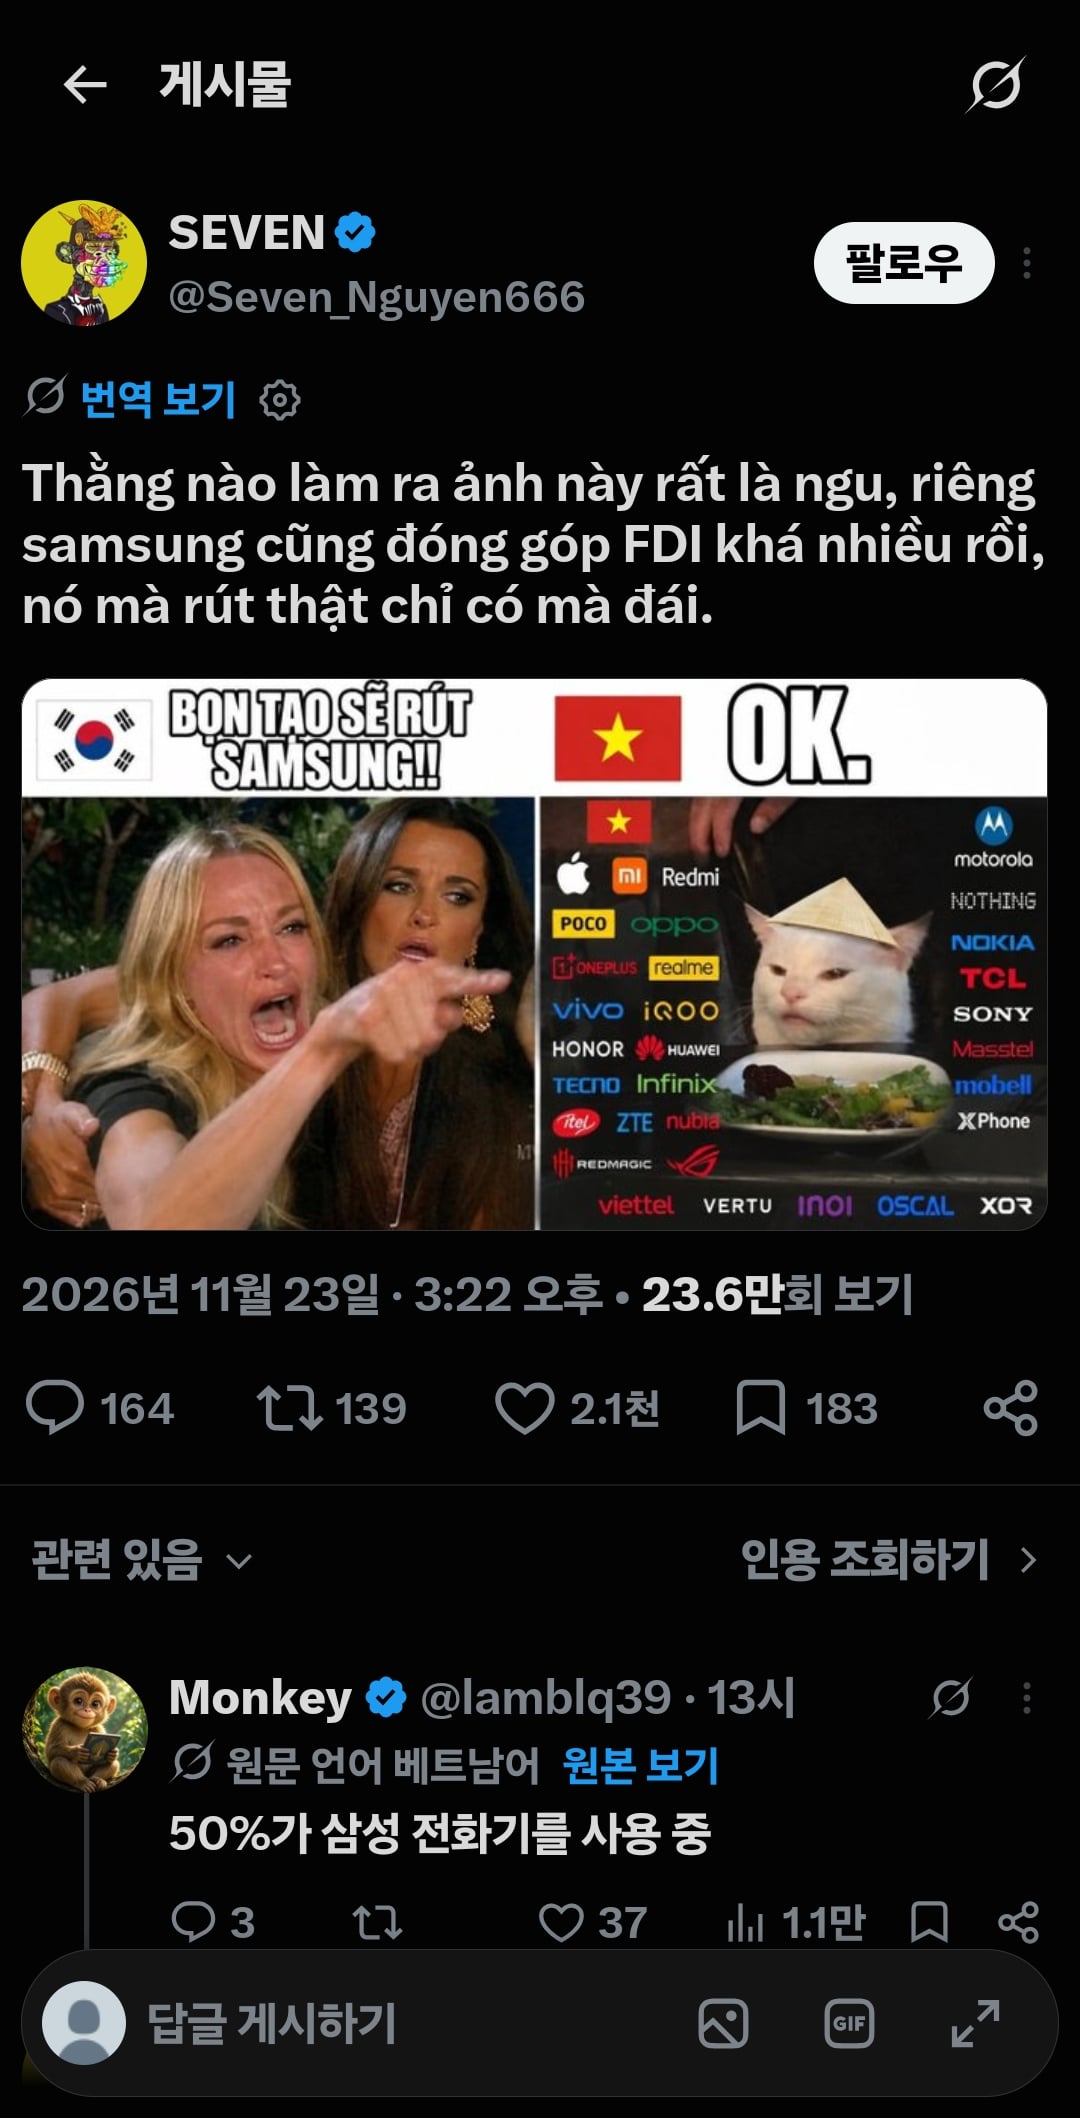 게시물
SEVEN
@Seven_Nguyen666
팔로우
번역 보기
Thằng nào làm ra ảnh này rất là ngu, riêng
samsung cũng đóng góp FDI khá nhiều rồi,
nó mà rút thật chỉ có mà đái.
BỌN TAO SẼ RÚT
SAMSUNG!!
OK.
mi Redmi
POCO oppo
1+ ONEPLUS realme
vivo iQOO
HONOR HUAWEI
TECNO Infinix
itel ZTE nubia
REDMAGIC
motorola
NOTHING
NOKIA
TCL
SONY
Masstel
mobell
XPhone
viettel VERTU INOI OSCAL XOR
2026년 11월 23일 · 3:22 오후 • 23.6만회 보기
164 139 2.1천 183
관련 있음 인용 조회하기
Monkey @lamblq39 · 13시
원문 언어 베트남어 원본 보기
50%가 삼성 전화기를 사용 중
3 37 1.1만
답글 게시하기 GIF